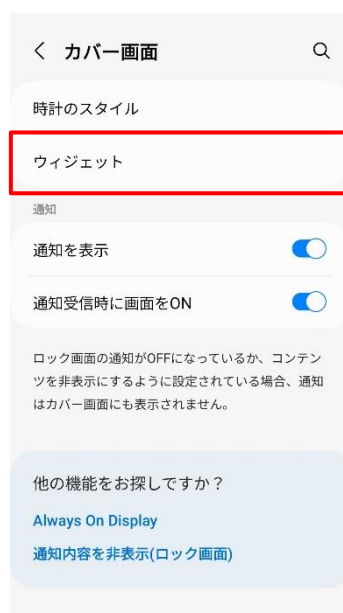 カバー画面
時計のスタイル
ウィジェット
通知
通知を表示
通知受信時に画面をON
ロック画面の通知がOFFになっているか、コンテン
ツを非表示にするように設定されている場合、通知
はカバー画面にも表示されません。
他の機能をお探しですか？
Always On Display
通知内容を非表示(ロック画面)